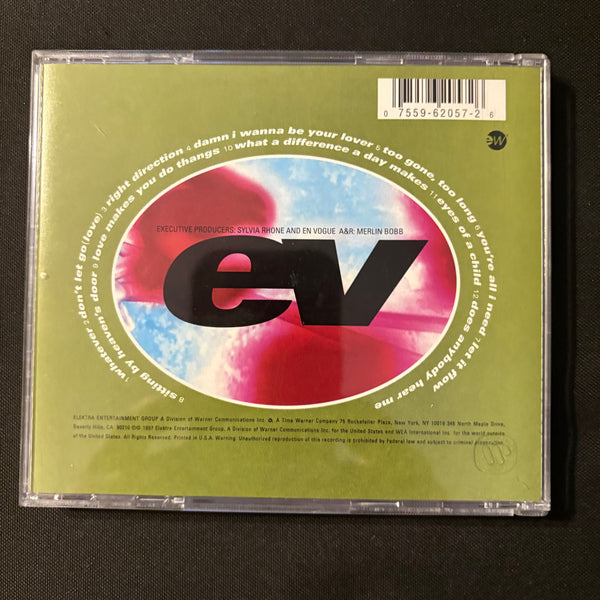 0 7559-62057-2 6
ew
1 whatever 2 don't let go (love) 3 right direction 4 damn i wanna be your lover 5 too gone, too long 6 you're all i need 7 let it flow
8 sitting by heaven's door 9 love makes you do thangs 10 what a difference a day makes 11 eyes of a child 12 does anybody hear me
EXECUTIVE PRODUCERS: SYLVIA RHONE AND EN VOGUE A&R: MERLIN BOBB
ev
ELEKTRA ENTERTAINMENT GROUP A Division of Warner Communications Inc. A Time Warner Company 75 Rockefeller Plaza, New York, NY 10019 345 North Maple Drive,
Beverly Hills, CA. 90210 ©℗ 1997 Elektra Entertainment Group, A Division of Warner Communications Inc. for the United States and WEA International Inc. for the world outside
of the United States. All Rights Reserved. Printed in U.S.A. Warning: Unauthorized reproduction of this recording is prohibited by Federal law and subject to criminal prosecution.